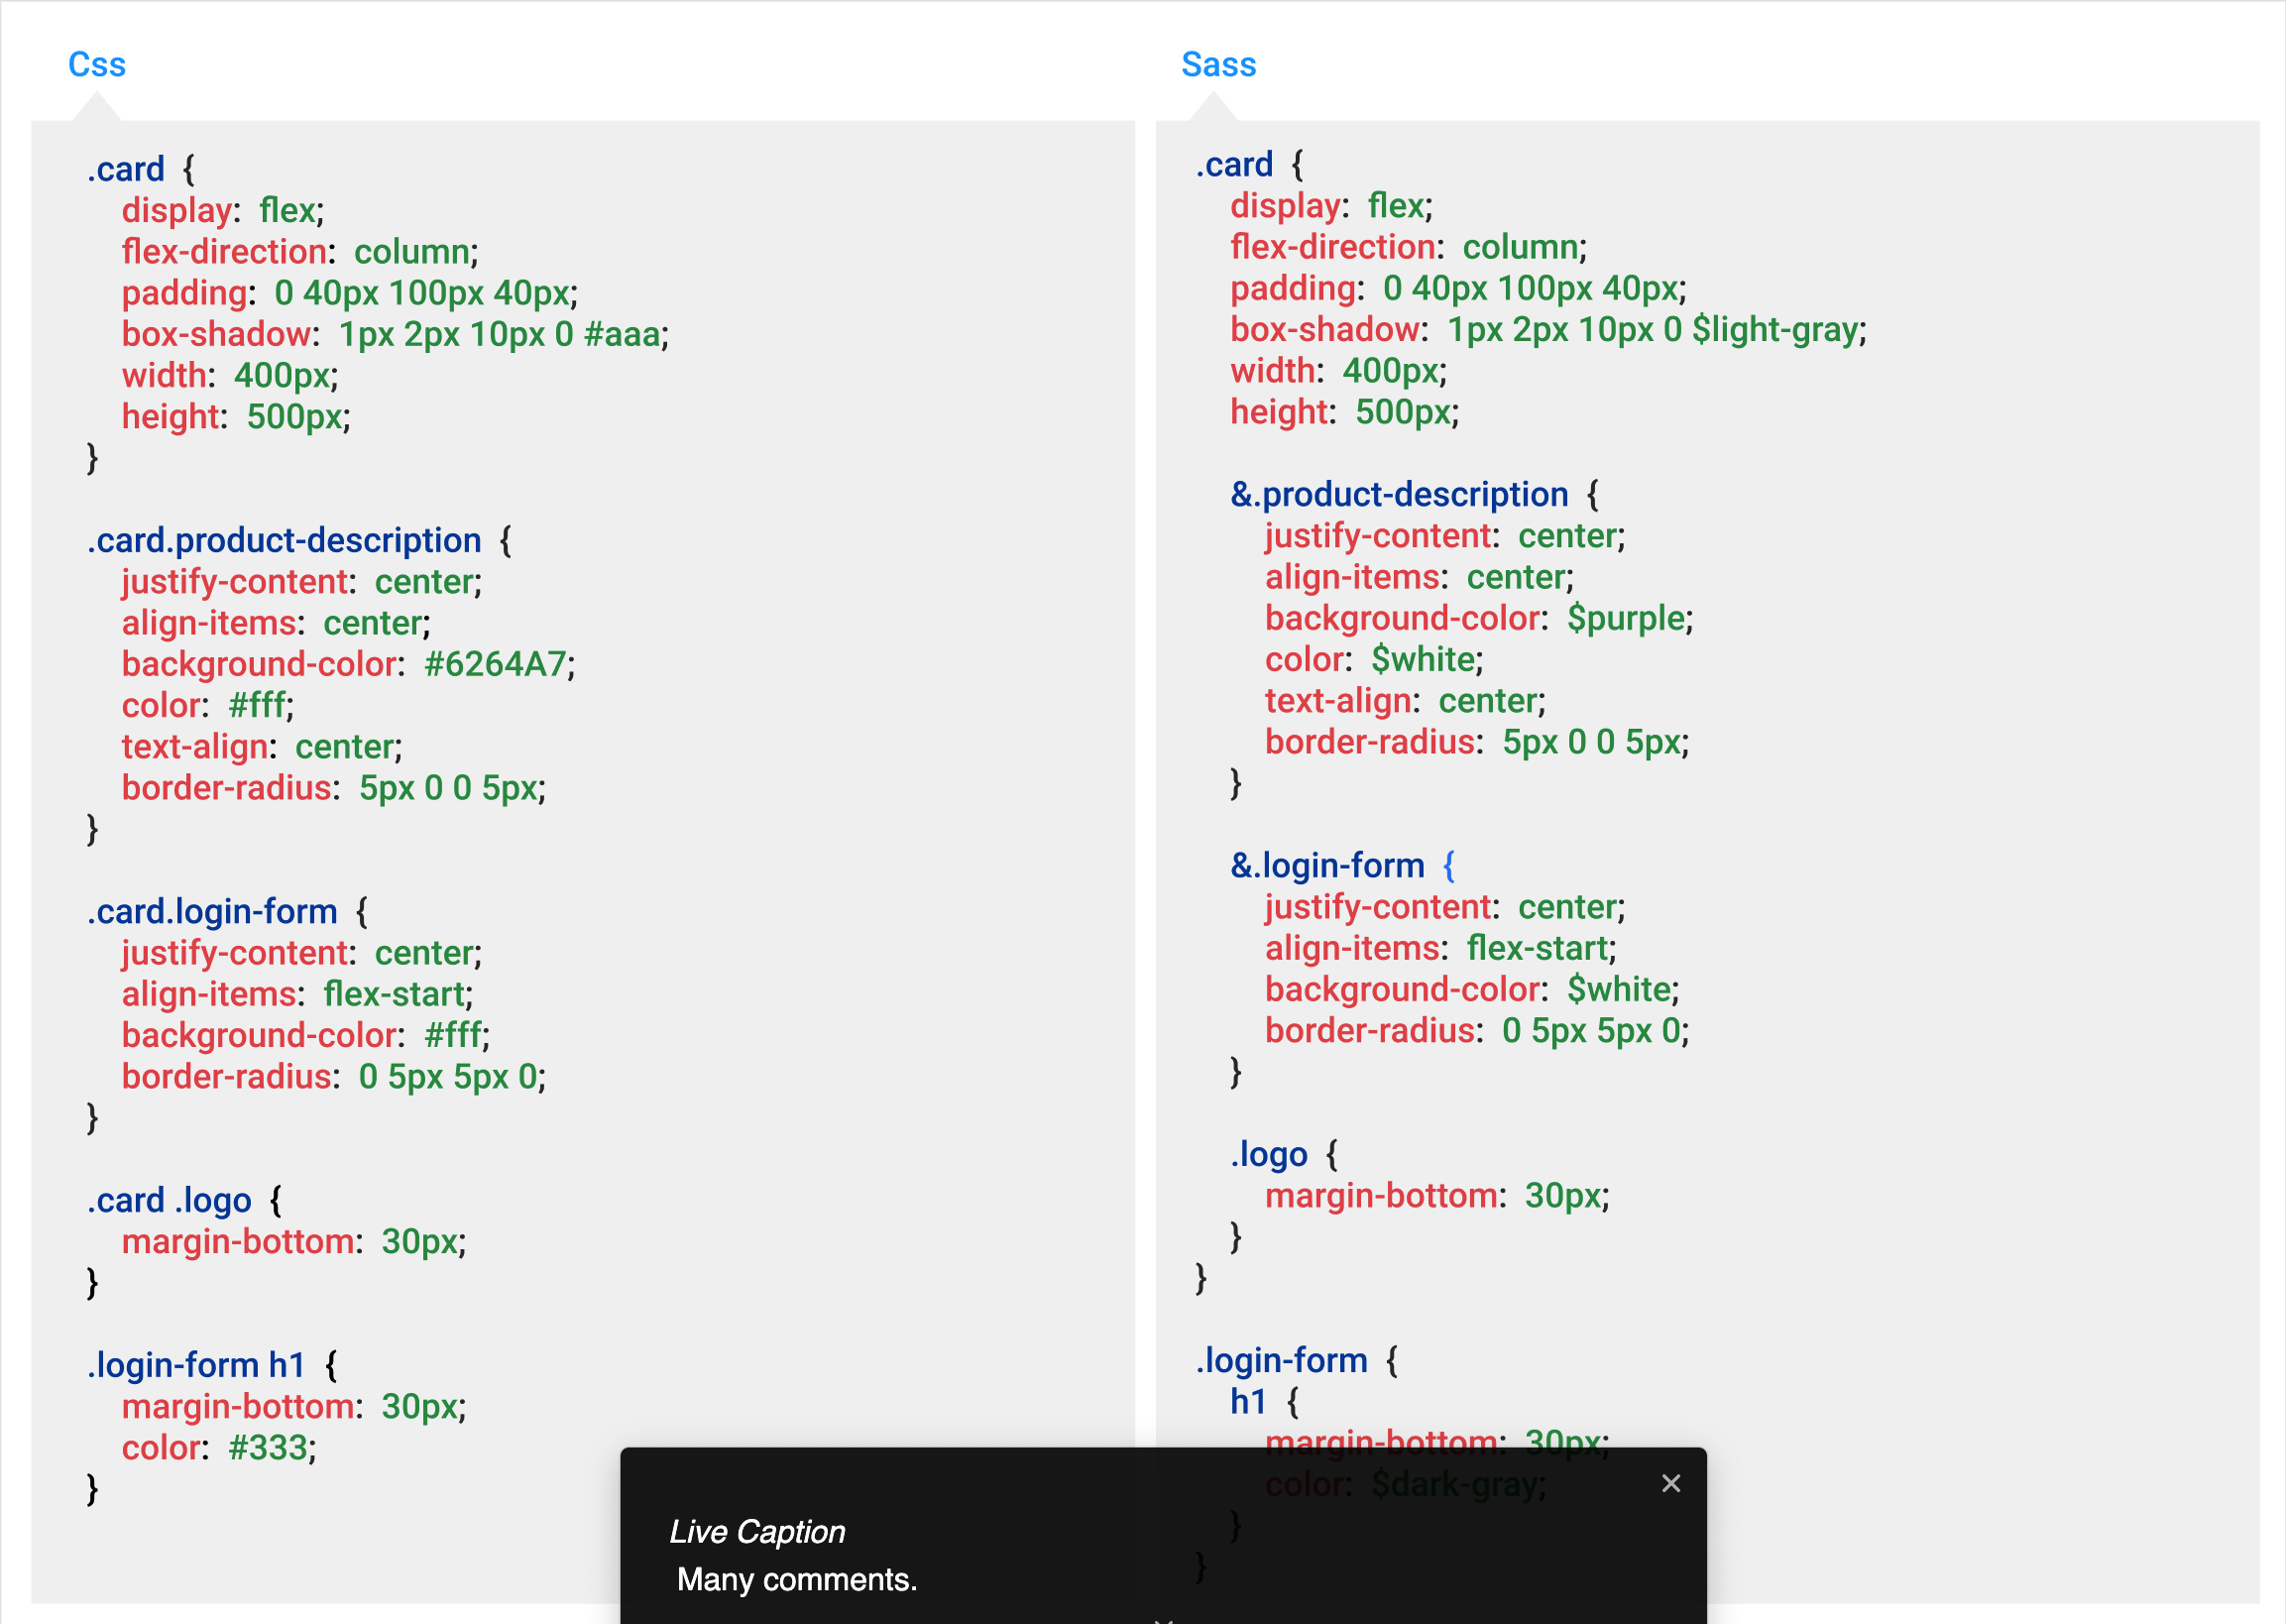 Css
.card {
display: flex;
flex-direction: column;
padding: 0 40px 100px 40px;
box-shadow: 1px 2px 10px 0 #aaa;
width: 400px;
height: 500px;
}
.card.product-description {
justify-content: center;
align-items: center;
background-color: #6264A7;
color: #fff;
text-align: center;
border-radius: 5px 0 0 5px;
}
.card.login-form {
justify-content: center;
align-items: flex-start;
background-color: #fff;
border-radius: 0 5px 5px 0;
}
.card .logo {
margin-bottom: 30px;
}
.login-form h1 {
margin-bottom: 30px;
color: #333;
}
Sass
.card {
display: flex;
flex-direction: column;
padding: 0 40px 100px 40px;
box-shadow: 1px 2px 10px 0 $light-gray;
width: 400px;
height: 500px;
&.product-description {
justify-content: center;
align-items: center;
background-color: $purple;
color: $white;
text-align: center;
border-radius: 5px 0 0 5px;
}
&.login-form {
justify-content: center;
align-items: flex-start;
background-color: $white;
border-radius: 0 5px 5px 0;
}
.logo {
margin-bottom: 30px;
}
}
.login-form {
h1 {
margin-bottom: 30px;
color: $dark-gray;
}
}
Live Caption
Many comments.